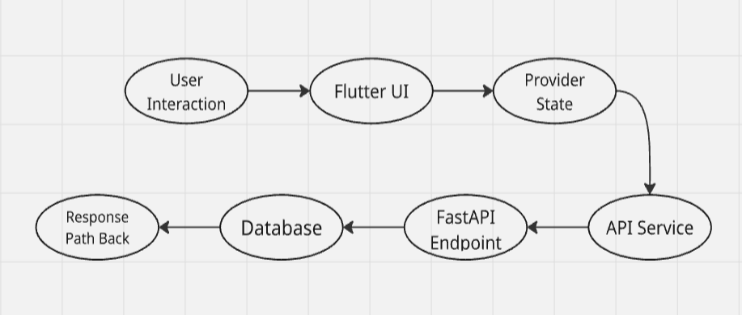 User
Interaction
Flutter UI
Provider
State
API Service
FastAPI
Endpoint
Database
Response
Path Back